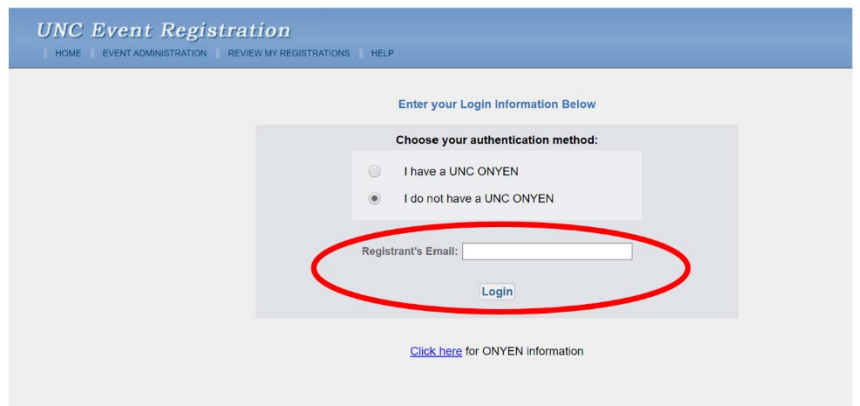 UNC Event Registration
HOME EVENT ADMINISTRATION REVIEW MY REGISTRATIONS HELP
Enter your Login Information Below
Choose your authentication method:
I have a UNC ONYEN
I do not have a UNC ONYEN
Registrant's Email:
Login
Click here for ONYEN information